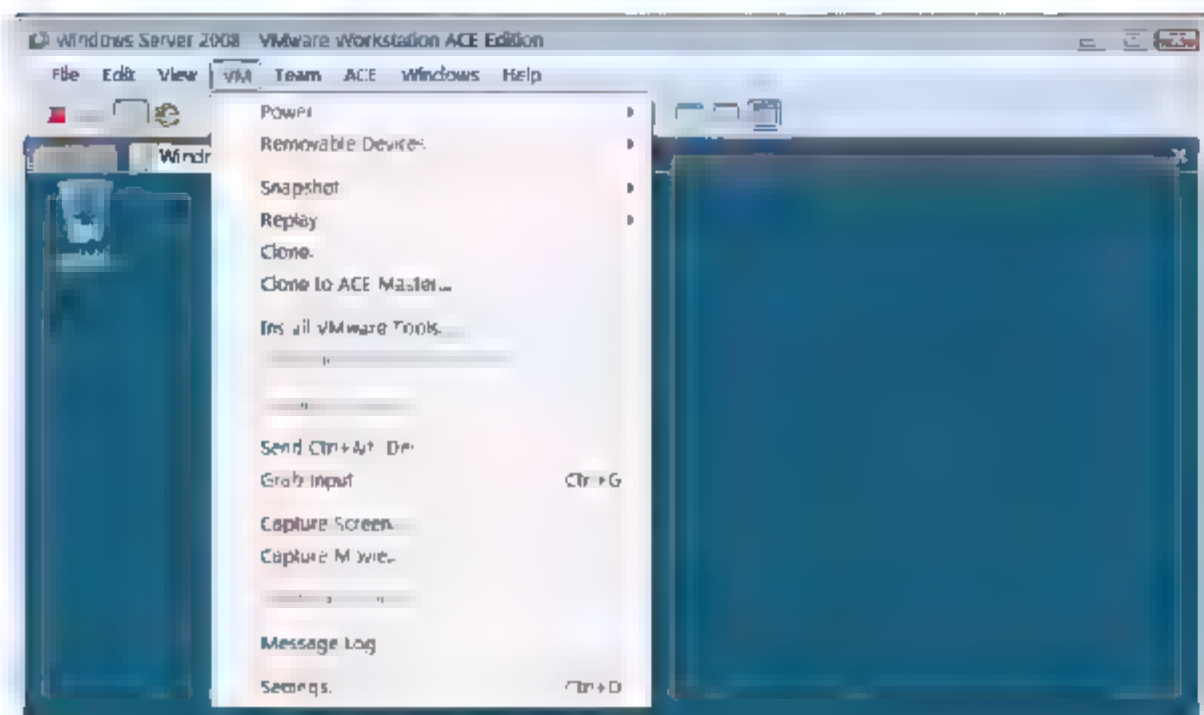 Windows Server 2008 VMware Workstation ACE Edition
File Edit View VM Team ACE Windows Help
Power
Removable Devices
Snapshot
Replay
Clone...
Clone to ACE Master...
Install VMware Tools...
Send Ctrl+Alt+Del
Grab Input Ctrl+G
Capture Screen...
Capture Movie...
Message Log
Settings... Ctrl+D